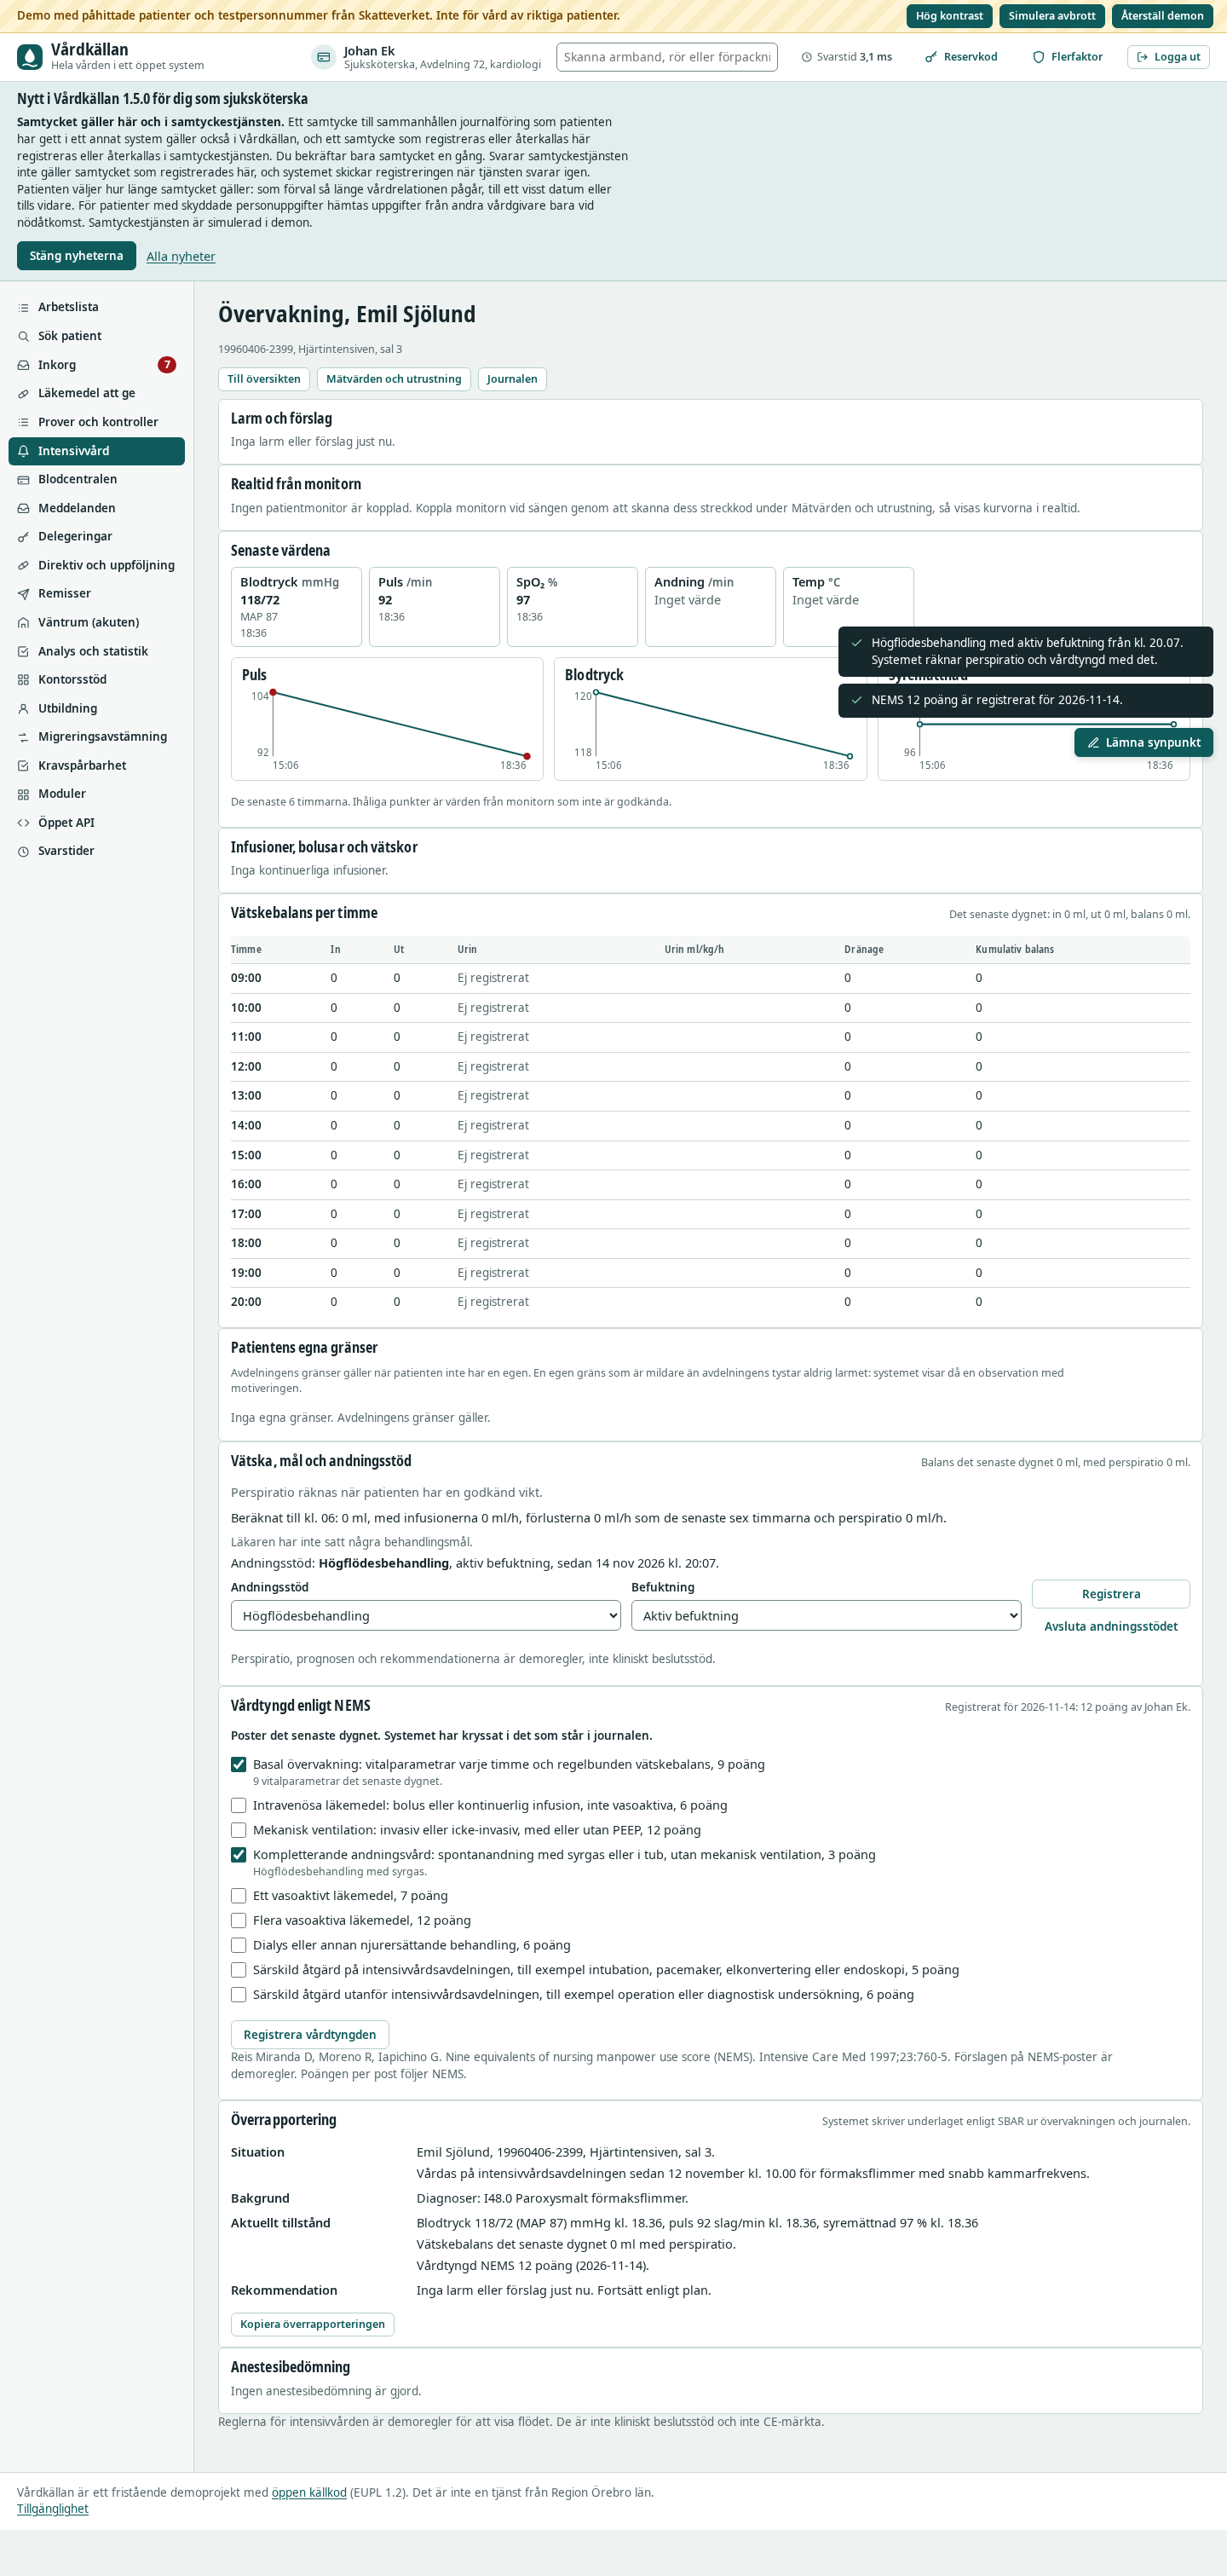 Demo med påhittade patienter och testpersonnummer från Skatteverket. Inte för vård av riktiga patienter.
Hög kontrast
Simulera avbrott
Återställ demon
Vårdkällan
Hela vården i ett öppet system
Johan Ek
Sjuksköterska, Avdelning 72, kardiologi
Skanna armband, rör eller förpackni
Svarstid 3,1 ms
Reservkod
Flerfaktor
Logga ut
Nytt i Vårdkällan 1.5.0 för dig som sjuksköterska
Samtycket gäller här och i samtyckestjänsten. Ett samtycke till sammanhållen journalföring som patienten
har gett i ett annat system gäller också i Vårdkällan, och ett samtycke som registreras eller återkallas här
registreras eller återkallas i samtyckestjänsten. Du bekräftar bara samtycket en gång. Svarar samtyckestjänsten
inte gäller samtycket som registrerades här, och systemet skickar registreringen när tjänsten svarar igen.
Patienten väljer hur länge samtycket gäller: som förval så länge vårdrelationen pågår, till ett visst datum eller
tills vidare. För patienter med skyddade personuppgifter hämtas uppgifter från andra vårdgivare bara vid
nödåtkomst. Samtyckestjänsten är simulerad i demon.
Stäng nyheterna
Alla nyheter
Arbetslista
Sök patient
Inkorg
7
Läkemedel att ge
Prover och kontroller
Intensivvård
Blodcentralen
Meddelanden
Delegeringar
Direktiv och uppföljning
Remisser
Väntrum (akuten)
Analys och statistik
Kontorsstöd
Utbildning
Migreringsavstämning
Kravspårbarhet
Moduler
Öppet API
Svarstider
Övervakning, Emil Sjölund
19960406-2399, Hjärtintensiven, sal 3
Till översikten
Mätvärden och utrustning
Journalen
Larm och förslag
Inga larm eller förslag just nu.
Realtid från monitorn
Ingen patientmonitor är kopplad. Koppla monitorn vid sängen genom att skanna dess streckkod under Mätvärden och utrustning, så visas kurvorna i realtid.
Senaste värdena
Blodtryck mmHg
118/72
MAP 87
18:36
Puls /min
92
18:36
SpO₂ %
97
18:36
Andning /min
Inget värde
Temp °C
Inget värde
Högflödesbehandling med aktiv befuktning från kl. 20.07.
Systemet räknar perspiratio och vårdtyngd med det.
NEMS 12 poäng är registrerat för 2026-11-14.
Lämna synpunkt
Puls
104
92
15:06
18:36
Blodtryck
120
118
15:06
18:36
96
15:06
18:36
De senaste 6 timmarna. Ihåliga punkter är värden från monitorn som inte är godkända.
Infusioner, bolusar och vätskor
Inga kontinuerliga infusioner.
Vätskebalans per timme
Det senaste dygnet: in 0 ml, ut 0 ml, balans 0 ml.
Timme In Ut Urin Urin ml/kg/h Dränage Kumulativ balans
09:00 0 0 Ej registrerat 0 0
10:00 0 0 Ej registrerat 0 0
11:00 0 0 Ej registrerat 0 0
12:00 0 0 Ej registrerat 0 0
13:00 0 0 Ej registrerat 0 0
14:00 0 0 Ej registrerat 0 0
15:00 0 0 Ej registrerat 0 0
16:00 0 0 Ej registrerat 0 0
17:00 0 0 Ej registrerat 0 0
18:00 0 0 Ej registrerat 0 0
19:00 0 0 Ej registrerat 0 0
20:00 0 0 Ej registrerat 0 0
Patientens egna gränser
Avdelningens gränser gäller när patienten inte har en egen. En egen gräns som är mildare än avdelningens tystar aldrig larmet: systemet visar då en observation med
motiveringen.
Inga egna gränser. Avdelningens gränser gäller.
Vätska, mål och andningsstöd
Balans det senaste dygnet 0 ml, med perspiratio 0 ml.
Perspiratio räknas när patienten har en godkänd vikt.
Beräknat till kl. 06: 0 ml, med infusionerna 0 ml/h, förlusterna 0 ml/h som de senaste sex timmarna och perspiratio 0 ml/h.
Läkaren har inte satt några behandlingsmål.
Andningsstöd: Högflödesbehandling, aktiv befuktning, sedan 14 nov 2026 kl. 20:07.
Andningsstöd
Högflödesbehandling
Befuktning
Aktiv befuktning
Registrera
Avsluta andningsstödet
Perspiratio, prognosen och rekommendationerna är demoregler, inte kliniskt beslutsstöd.
Vårdtyngd enligt NEMS
Registrerat för 2026-11-14: 12 poäng av Johan Ek.
Poster det senaste dygnet. Systemet har kryssat i det som står i journalen.
Basal övervakning: vitalparametrar varje timme och regelbunden vätskebalans, 9 poäng
9 vitalparametrar det senaste dygnet.
Intravenösa läkemedel: bolus eller kontinuerlig infusion, inte vasoaktiva, 6 poäng
Mekanisk ventilation: invasiv eller icke-invasiv, med eller utan PEEP, 12 poäng
Kompletterande andningsvård: spontanandning med syrgas eller i tub, utan mekanisk ventilation, 3 poäng
Högflödesbehandling med syrgas.
Ett vasoaktivt läkemedel, 7 poäng
Flera vasoaktiva läkemedel, 12 poäng
Dialys eller annan njurersättande behandling, 6 poäng
Särskild åtgärd på intensivvårdsavdelningen, till exempel intubation, pacemaker, elkonvertering eller endoskopi, 5 poäng
Särskild åtgärd utanför intensivvårdsavdelningen, till exempel operation eller diagnostisk undersökning, 6 poäng
Registrera vårdtyngden
Reis Miranda D, Moreno R, Iapichino G. Nine equivalents of nursing manpower use score (NEMS). Intensive Care Med 1997;23:760-5. Förslagen på NEMS-poster är
demoregler. Poängen per post följer NEMS.
Överrapportering
Systemet skriver underlaget enligt SBAR ur övervakningen och journalen.
Situation
Emil Sjölund, 19960406-2399, Hjärtintensiven, sal 3.
Vårdas på intensivvårdsavdelningen sedan 12 november kl. 10.00 för förmaksflimmer med snabb kammarfrekvens.
Bakgrund
Diagnoser: I48.0 Paroxysmalt förmaksflimmer.
Aktuellt tillstånd
Blodtryck 118/72 (MAP 87) mmHg kl. 18.36, puls 92 slag/min kl. 18.36, syremättnad 97 % kl. 18.36
Vätskebalans det senaste dygnet 0 ml med perspiratio.
Vårdtyngd NEMS 12 poäng (2026-11-14).
Rekommendation
Inga larm eller förslag just nu. Fortsätt enligt plan.
Kopiera överrapporteringen
Anestesibedömning
Ingen anestesibedömning är gjord.
Reglerna för intensivvården är demoregler för att visa flödet. De är inte kliniskt beslutsstöd och inte CE-märkta.
Vårdkällan är ett fristående demoprojekt med öppen källkod (EUPL 1.2). Det är inte en tjänst från Region Örebro län.
Tillgänglighet